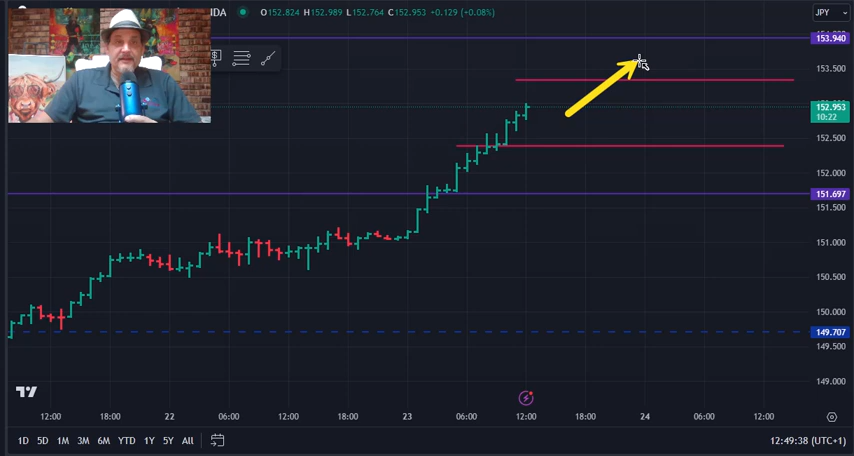 NDA O152.824 H152.989 L152.764 C152.953 +0.129 (+0.08%)
JPY
153.940
153.500
152.953
10:22
152.500
152.000
151.697
151.500
151.000
150.500
150.000
149.707
149.500
149.000
12:00 18:00 22 06:00 12:00 18:00 23 06:00 12:00 18:00 24 06:00 12:00
1D 5D 1M 3M 6M YTD 1Y 5Y All
12:49:38 (UTC+1)